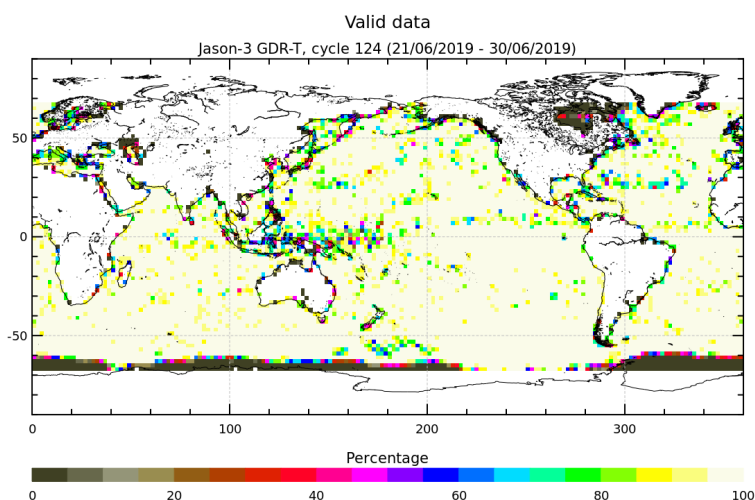 Valid data
Jason-3 GDR-T, cycle 124 (21/06/2019 - 30/06/2019)
50
0
-50
0 100 200 300
Percentage
0 20 40 60 80 100